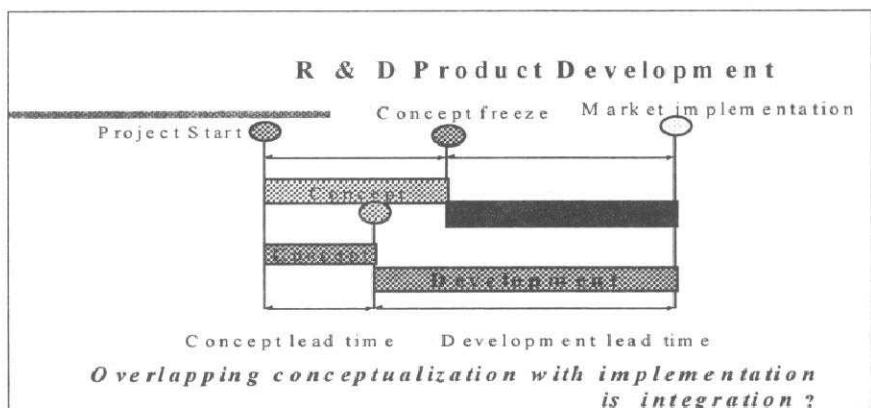 R & D Product Development
Concept freeze
Market implementation
Project Start
Concept
Development
Concept lead time
Development lead time
Overlapping conceptualization with implementation
is integration ?